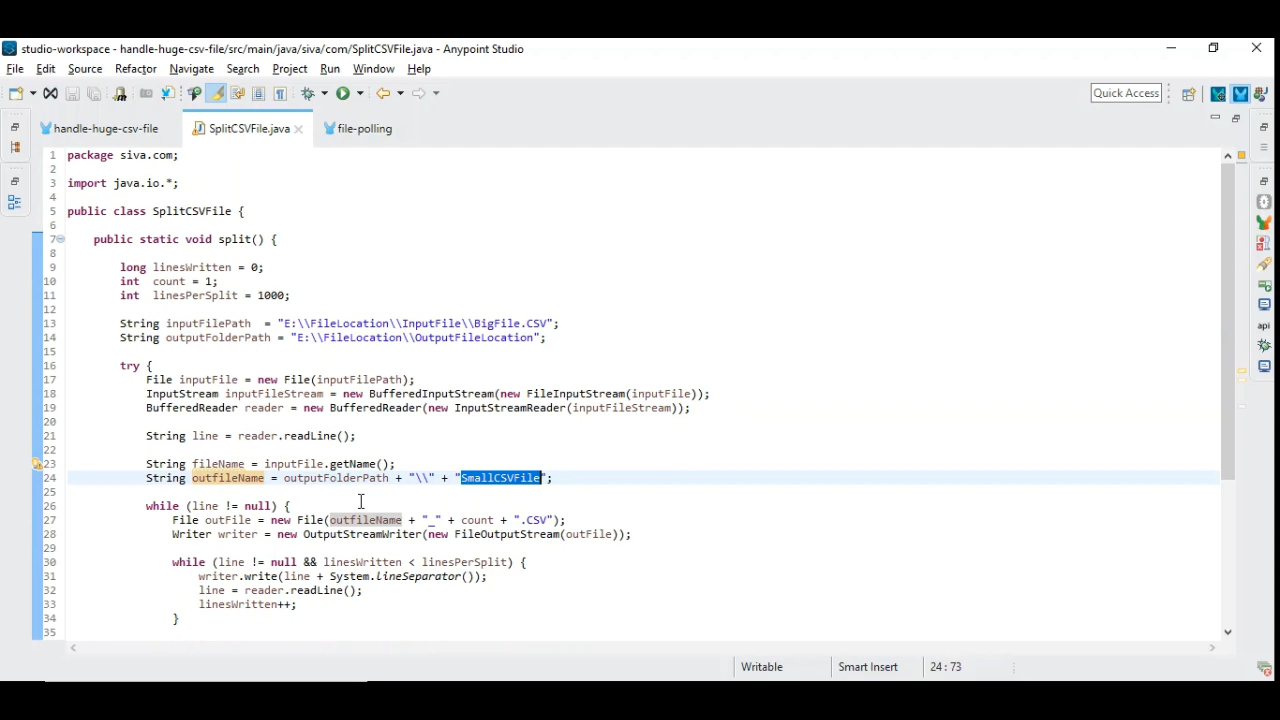 studio-workspace - handle-huge-csv-file/src/main/java/siva/com/SplitCSVFile.java - Anypoint Studio
File Edit Source Refactor Navigate Search Project Run Window Help
Quick Access
handle-huge-csv-file SplitCSVFile.java file-polling
1 package siva.com;
2
3 import java.io.*;
4
5 public class SplitCSVFile {
6
7 public static void split() {
8
9 long linesWritten = 0;
10 int count = 1;
11 int linesPerSplit = 1000;
12
13 String inputFilePath = "E:\\FileLocation\\InputFile\\BigFile.CSV";
14 String outputFolderPath = "E:\\FileLocation\\OutputFileLocation";
15
16 try {
17 File inputFile = new File(inputFilePath);
18 InputStream inputFileStream = new BufferedInputStream(new FileInputStream(inputFile));
19 BufferedReader reader = new BufferedReader(new InputStreamReader(inputFileStream));
20
21 String line = reader.readLine();
22
23 String fileName = inputFile.getName();
24 String outfileName = outputFolderPath + "\\" + "SmallCSVFile";
25
26 while (line != null) {
27 File outFile = new File(outfileName + "_" + count + ".CSV");
28 Writer writer = new OutputStreamWriter(new FileOutputStream(outFile));
29
30 while (line != null && linesWritten < linesPerSplit) {
31 writer.write(line + System.lineSeparator());
32 line = reader.readLine();
33 linesWritten++;
34 }
35
api
Writable Smart Insert 24 : 73